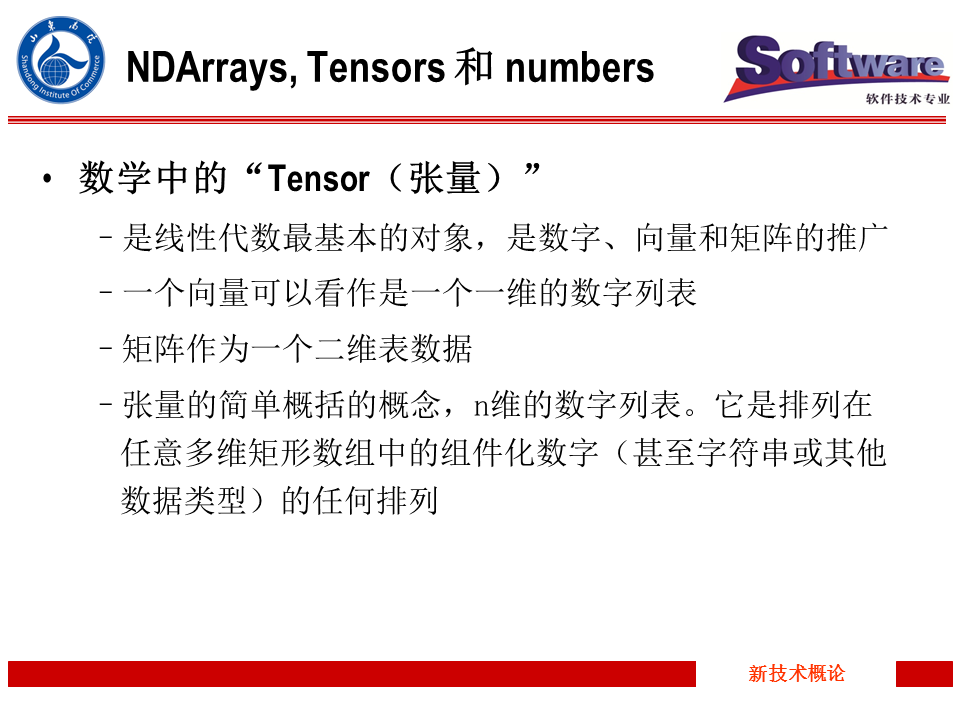 山东商院
Shandong Institute Of Commerce
NDArrays, Tensors 和 numbers
Software
软件技术专业
• 数学中的“Tensor（张量）”
–是线性代数最基本的对象，是数字、向量和矩阵的推广
–一个向量可以看作是一个一维的数字列表
–矩阵作为一个二维表数据
–张量的简单概括的概念，n维的数字列表。它是排列在
任意多维矩形数组中的组件化数字（甚至字符串或其他
数据类型）的任何排列
新技术概论